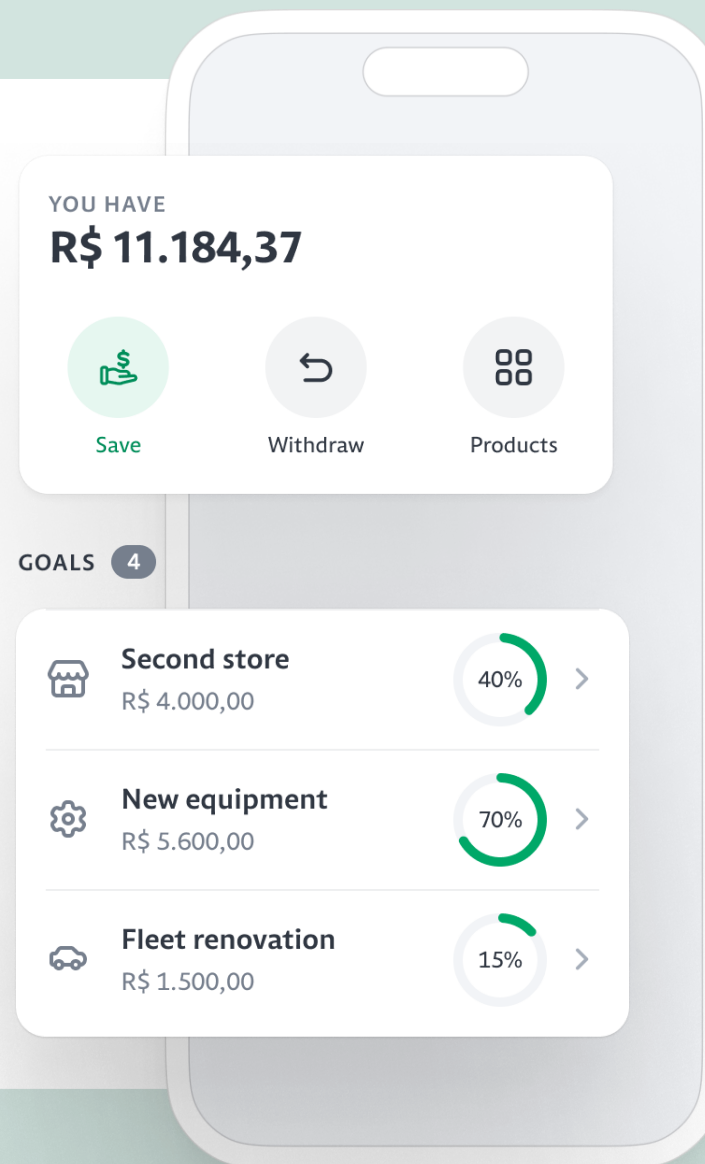 YOU HAVE
R$ 11.184,37
Save Withdraw Products
GOALS 4
Second store
R$ 4.000,00
40%
New equipment
R$ 5.600,00
70%
Fleet renovation
R$ 1.500,00
15%